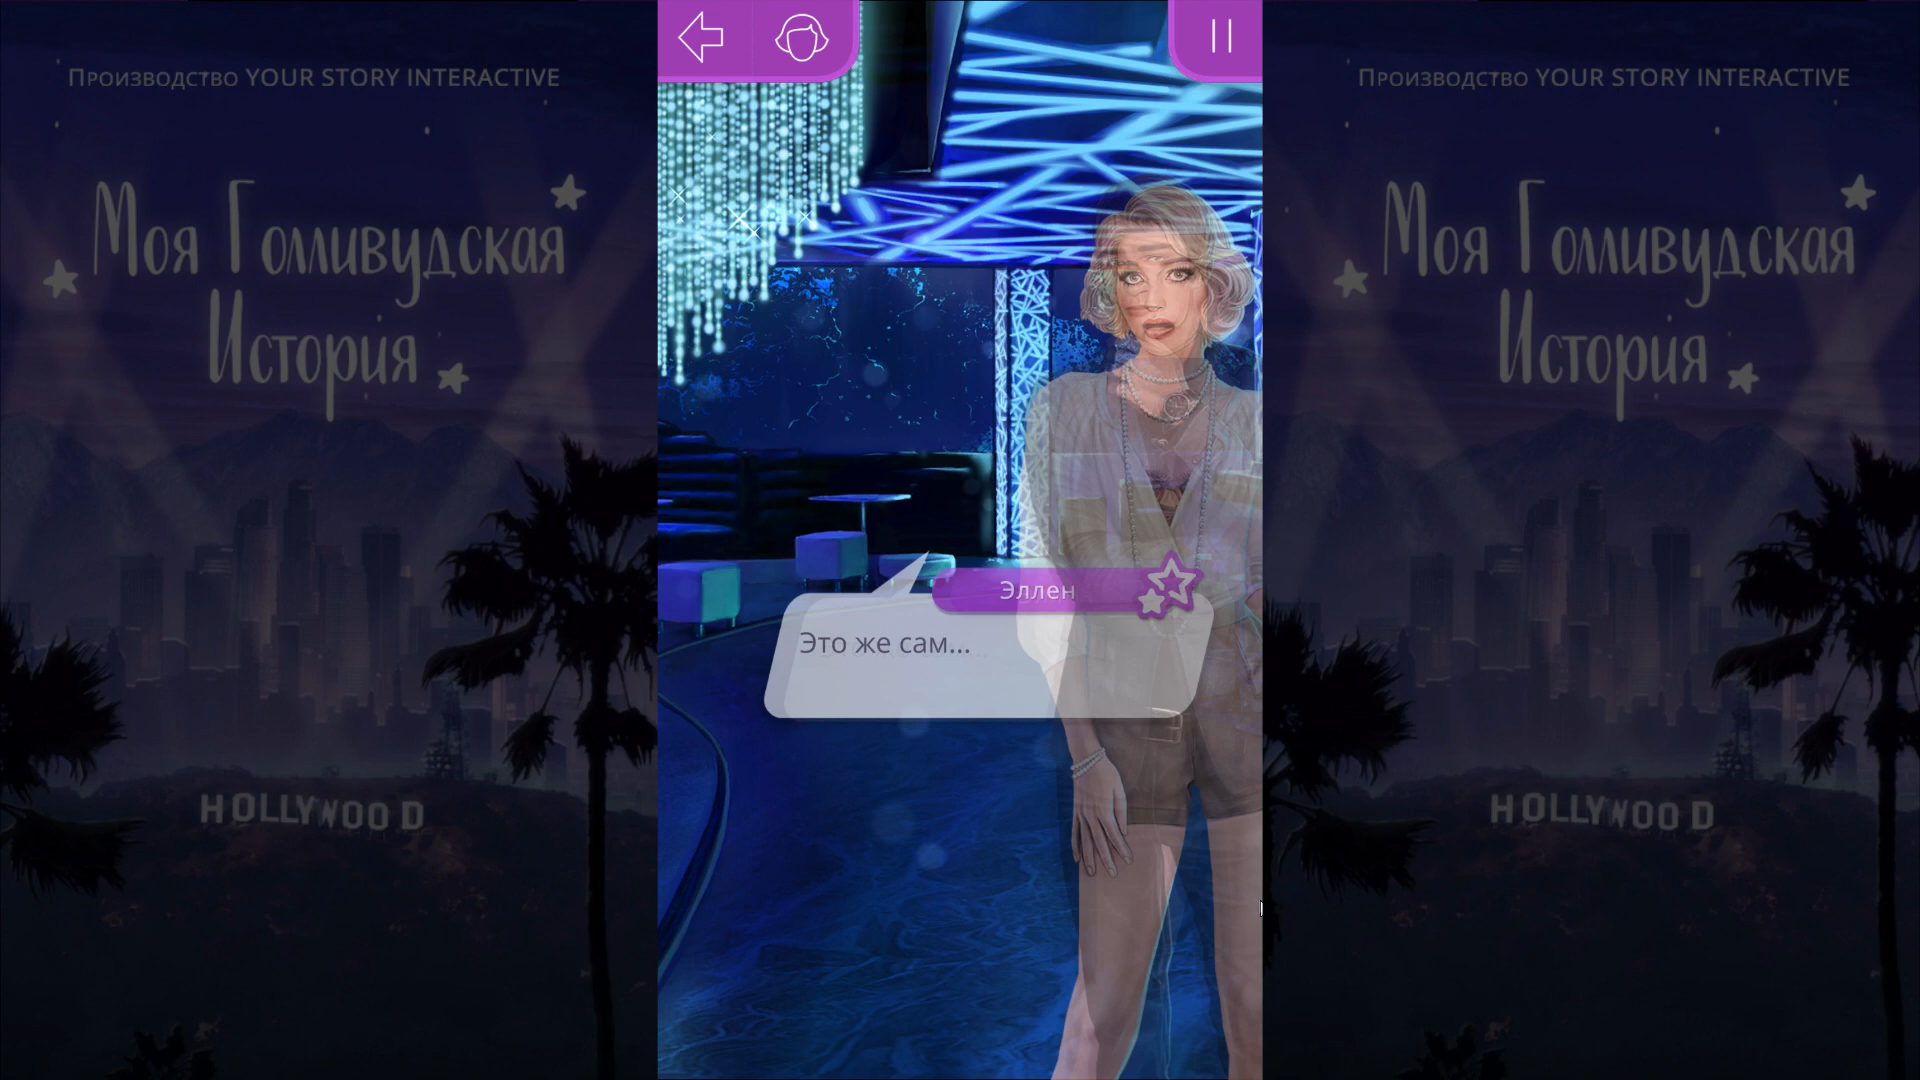 Производство YOUR STORY INTERACTIVE
Моя Голливудская
История
HOLLYWOOD
Эллен
Это же сам...
Производство YOUR STORY INTERACTIVE
Моя Голливудская
История
HOLLYWOOD